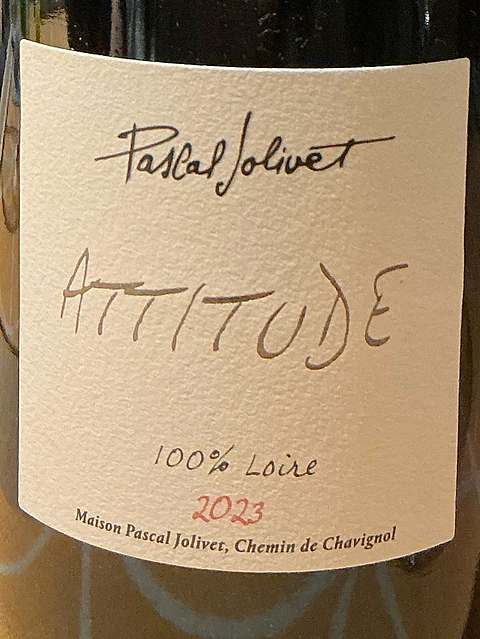 Pascal Jolivet
ATTITUDE
100% Loire
2023
Maison Pascal Jolivet, Chemin de Chavignol